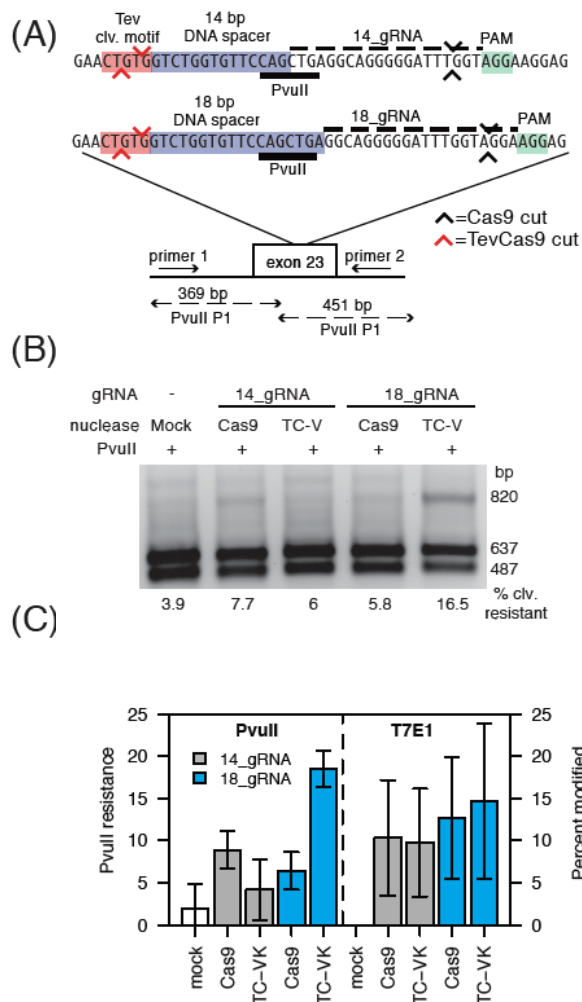 (A)
Tev
clv. motif
14 bp
DNA spacer
14_gRNA
PAM
GAACTGTGGTCTGGTGTTCCAGCTGAGGCAGGGGGATTTGGTAGGAAGGAG
PvuII
18 bp
DNA spacer
18_gRNA
PAM
GAACTGTGGTCTGGTGTTCCAGCTGAGGCAGGGGGATTTGGTAGGAAGGAG
PvuII
=Cas9 cut
=TevCas9 cut
primer 1
exon 23
primer 2
369 bp
PvuII P1
451 bp
PvuII P1
(B)
gRNA - 14_gRNA 18_gRNA
nuclease Mock Cas9 TC-V Cas9 TC-V
PvuII + + + + +
bp
820
637
487
3.9 7.7 6 5.8 16.5 % clv.
resistant
(C)
PvuII T7E1
14_gRNA
18_gRNA
PvuII resistance
25
20
15
10
5
0
25
20
15
10
5
0
Percent modified
mock Cas9 TC-VK Cas9 TC-VK mock Cas9 TC-VK Cas9 TC-VK